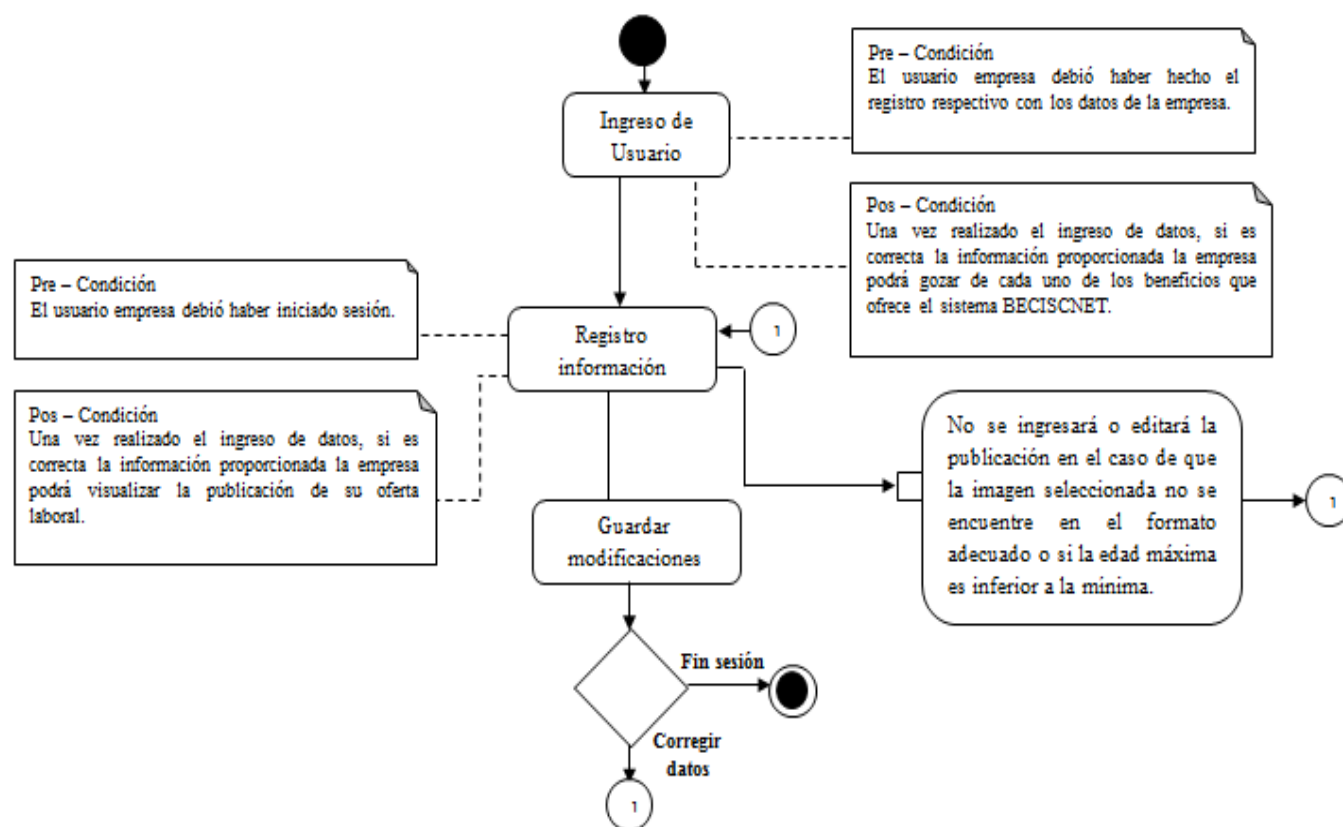 Pre – Condición
El usuario empresa debió haber hecho el
registro respectivo con los datos de la empresa.
Ingreso de
Usuario
Pos – Condición
Una vez realizado el ingreso de datos, si es
correcta la información proporcionada la empresa
podrá gozar de cada uno de los beneficios que
ofrece el sistema BECISCNET.
Pre – Condición
El usuario empresa debió haber iniciado sesión.
Registro
información
1
Pos – Condición
Una vez realizado el ingreso de datos, si es
correcta la información proporcionada la empresa
podrá visualizar la publicación de su oferta
laboral.
No se ingresará o editará la
publicación en el caso de que
la imagen seleccionada no se
encuentre en el formato
adecuado o si la edad máxima
es inferior a la mínima.
1
Guardar
modificaciones
Fin sesión
Corregir
datos
1